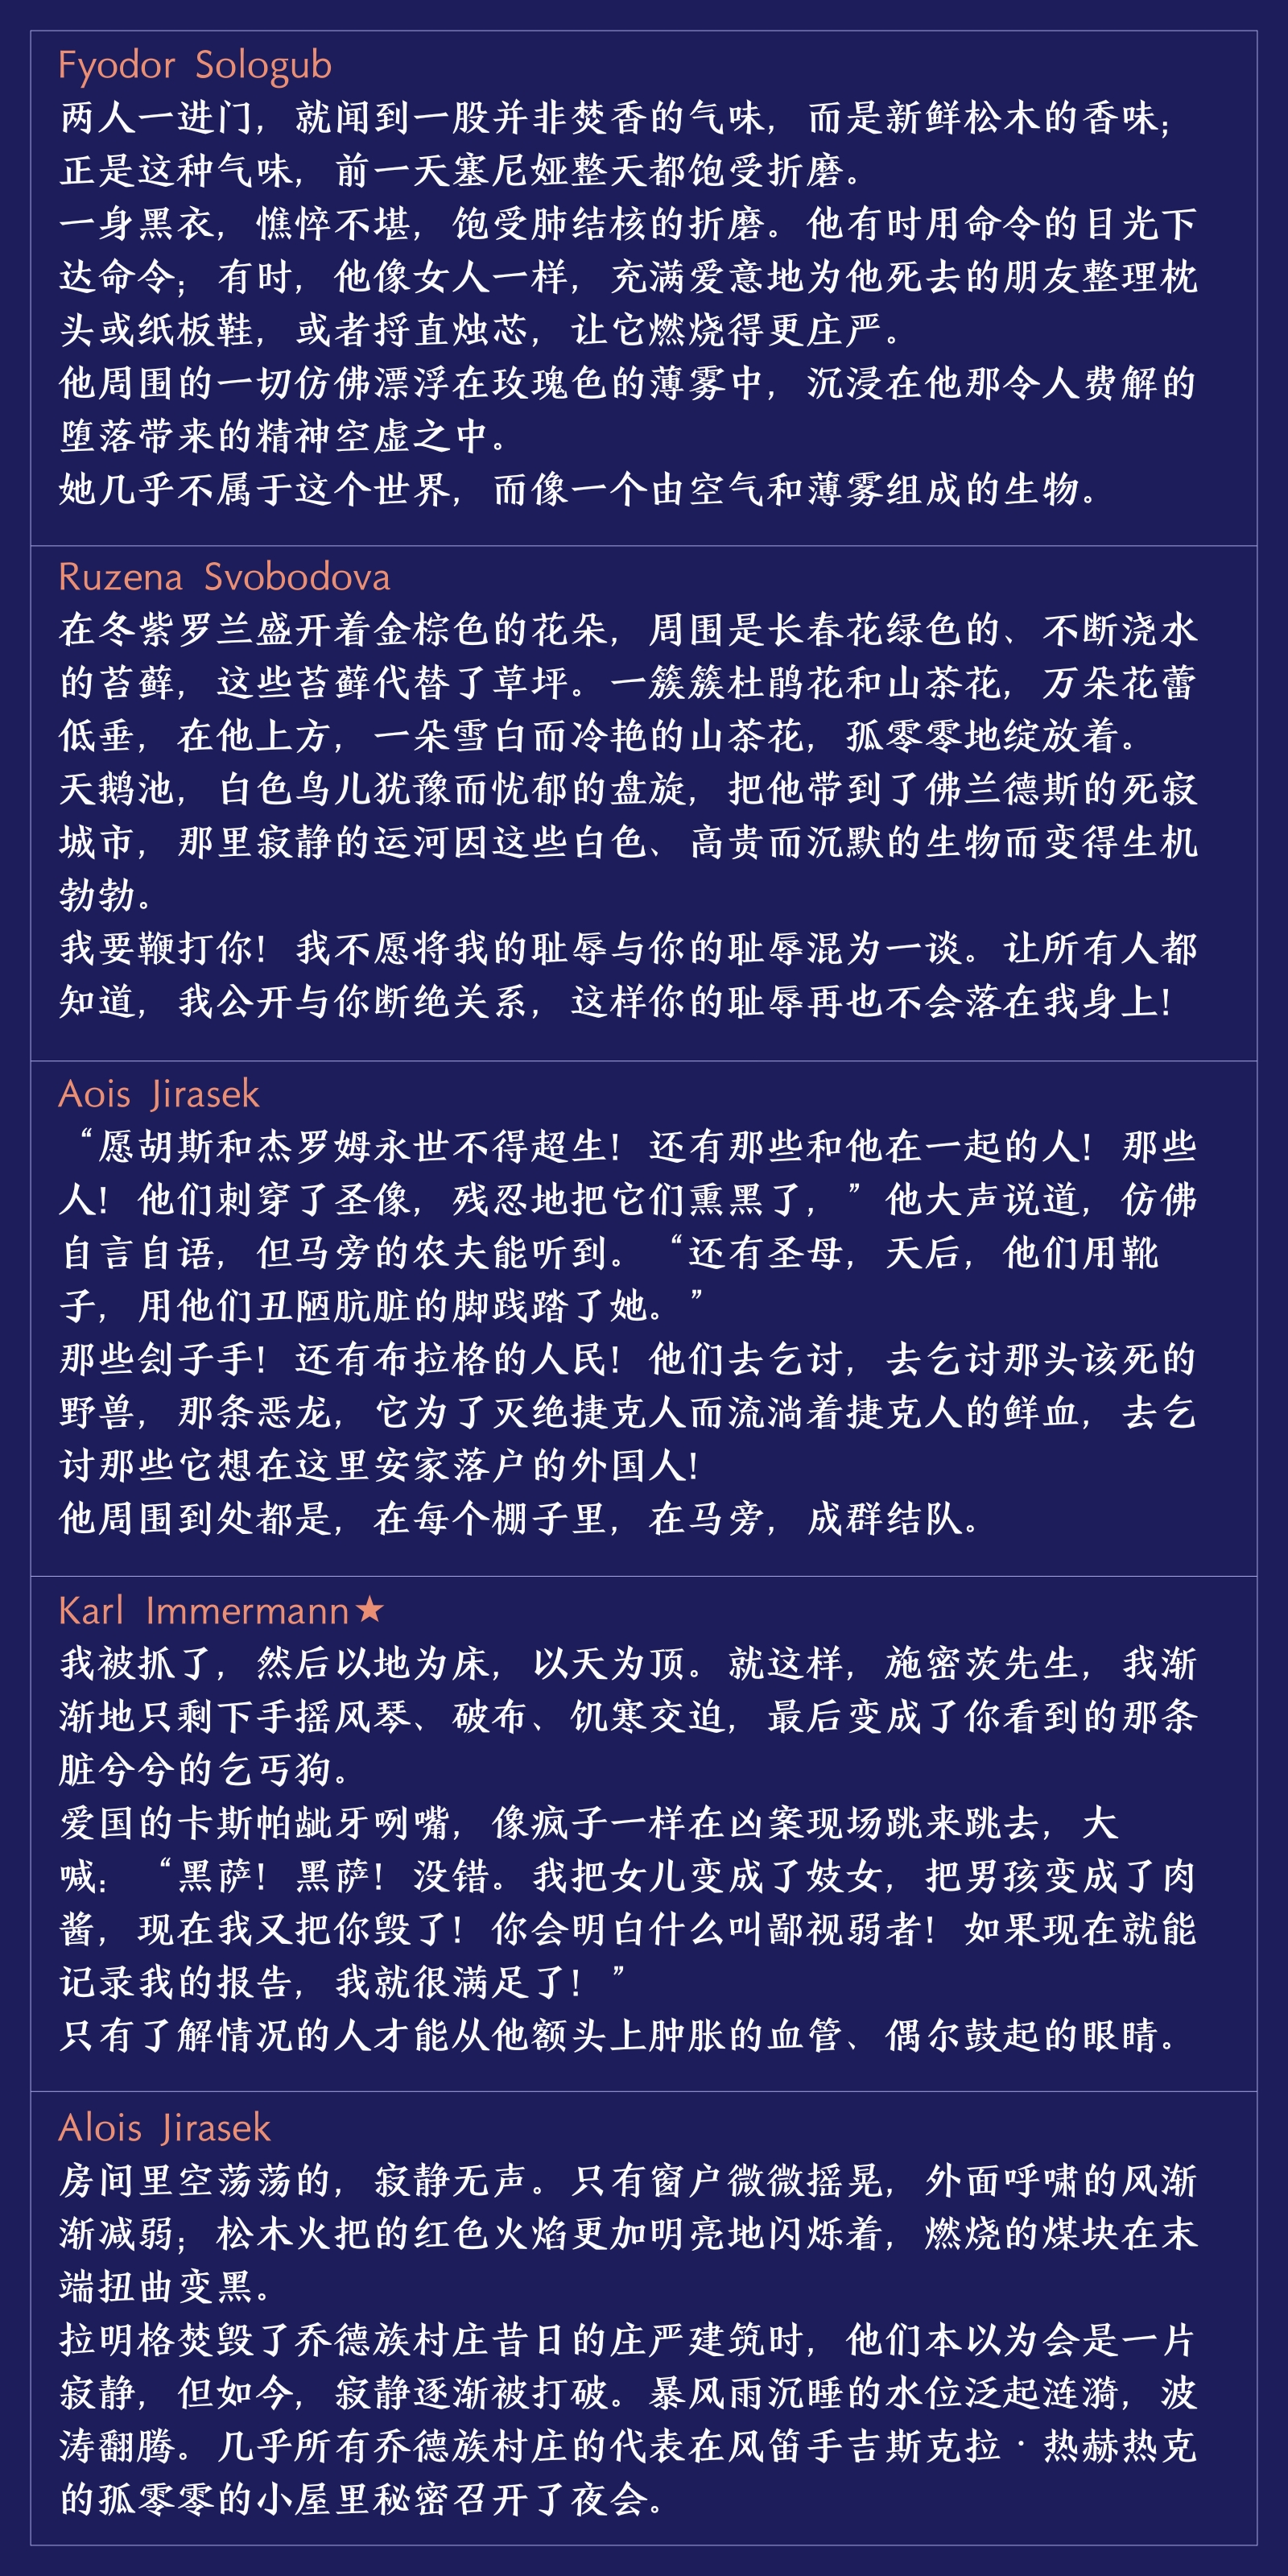 Fyodor Sologub
两人一进门，就闻到一股并非焚香的气味，而是新鲜松木的香味；
正是这种气味，前一天塞尼娅整天都饱受折磨。
一身黑衣，憔悴不堪，饱受肺结核的折磨。他有时用命令的目光下
达命令；有时，他像女人一样，充满爱意地为他死去的朋友整理枕
头或纸板鞋，或者捋直烛芯，让它燃烧得更庄严。
他周围的一切仿佛漂浮在玫瑰色的薄雾中，沉浸在他那令人费解的
堕落带来的精神空虚之中。
她几乎不属于这个世界，而像一个由空气和薄雾组成的生物。
Ruzena Svobodova
在冬紫罗兰盛开着金棕色的花朵，周围是长春花绿色的、不断浇水
的苔藓，这些苔藓代替了草坪。一簇簇杜鹃花和山茶花，万朵花蕾
低垂，在他上方，一朵雪白而冷艳的山茶花，孤零零地绽放着。
天鹅池，白色鸟儿犹豫而忧郁的盘旋，把他带到了佛兰德斯的死寂
城市，那里寂静的运河因这些白色、高贵而沉默的生物而变得生机
勃勃。
我要鞭打你！我不愿将我的耻辱与你的耻辱混为一谈。让所有人都
知道，我公开与你断绝关系，这样你的耻辱再也不会落在我身上！
Aois Jirasek
“愿胡斯和杰罗姆永世不得超生！还有那些和他在一起的人！那些
人！他们刺穿了圣像，残忍地把它们熏黑了，”他大声说道，仿佛
自言自语，但马旁的农夫能听到。“还有圣母，天后，他们用靴
子，用他们丑陋肮脏的脚践踏了她。”
那些刽子手！还有布拉格的人民！他们去乞讨，去乞讨那头该死的
野兽，那条恶龙，它为了灭绝捷克人而流淌着捷克人的鲜血，去乞
讨那些它想在这里安家落户的外国人！
他周围到处都是，在每个棚子里，在马旁，成群结队。
Karl Immermann★
我被抓了，然后以地为床，以天为顶。就这样，施密茨先生，我渐
渐地只剩下手摇风琴、破布、饥寒交迫，最后变成了你看到的那条
脏兮兮的乞丐狗。
爱国的卡斯帕龇牙咧嘴，像疯子一样在凶案现场跳来跳去，大
喊：“黑萨！黑萨！没错。我把女儿变成了妓女，把男孩变成了肉
酱，现在我又把你毁了！你会明白什么叫鄙视弱者！如果现在就能
记录我的报告，我就很满足了！”
只有了解情况的人才能从他额头上肿胀的血管、偶尔鼓起的眼睛。
Alois Jirasek
房间里空荡荡的，寂静无声。只有窗户微微摇晃，外面呼啸的风渐
渐减弱；松木火把的红色火焰更加明亮地闪烁着，燃烧的煤块在末
端扭曲变黑。
拉明格焚毁了乔德族村庄昔日的庄严建筑时，他们本以为会是一片
寂静，但如今，寂静逐渐被打破。暴风雨沉睡的水位泛起涟漪，波
涛翻腾。几乎所有乔德族村庄的代表在风笛手吉斯克拉·热赫热克
的孤零零的小屋里秘密召开了夜会。